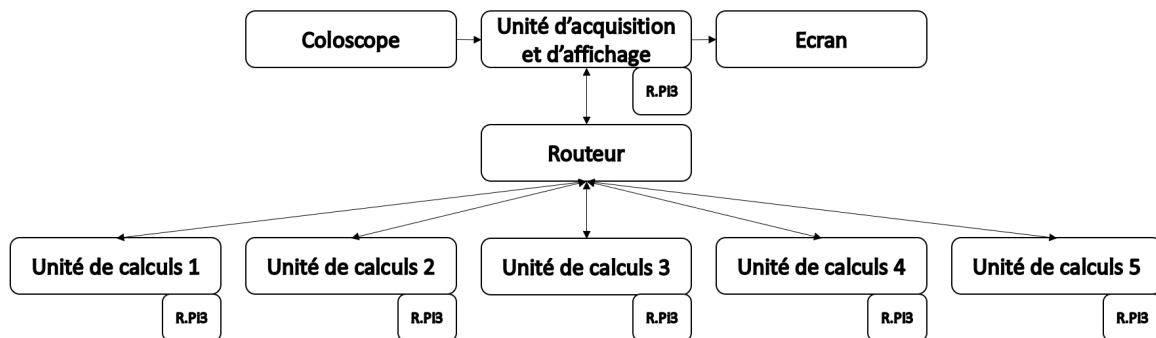 Coloscope
Unité d'acquisition
et d'affichage
Ecran
R.PI3
Routeur
Unité de calculs 1
Unité de calculs 2
Unité de calculs 3
Unité de calculs 4
Unité de calculs 5
R.PI3
R.PI3
R.PI3
R.PI3
R.PI3